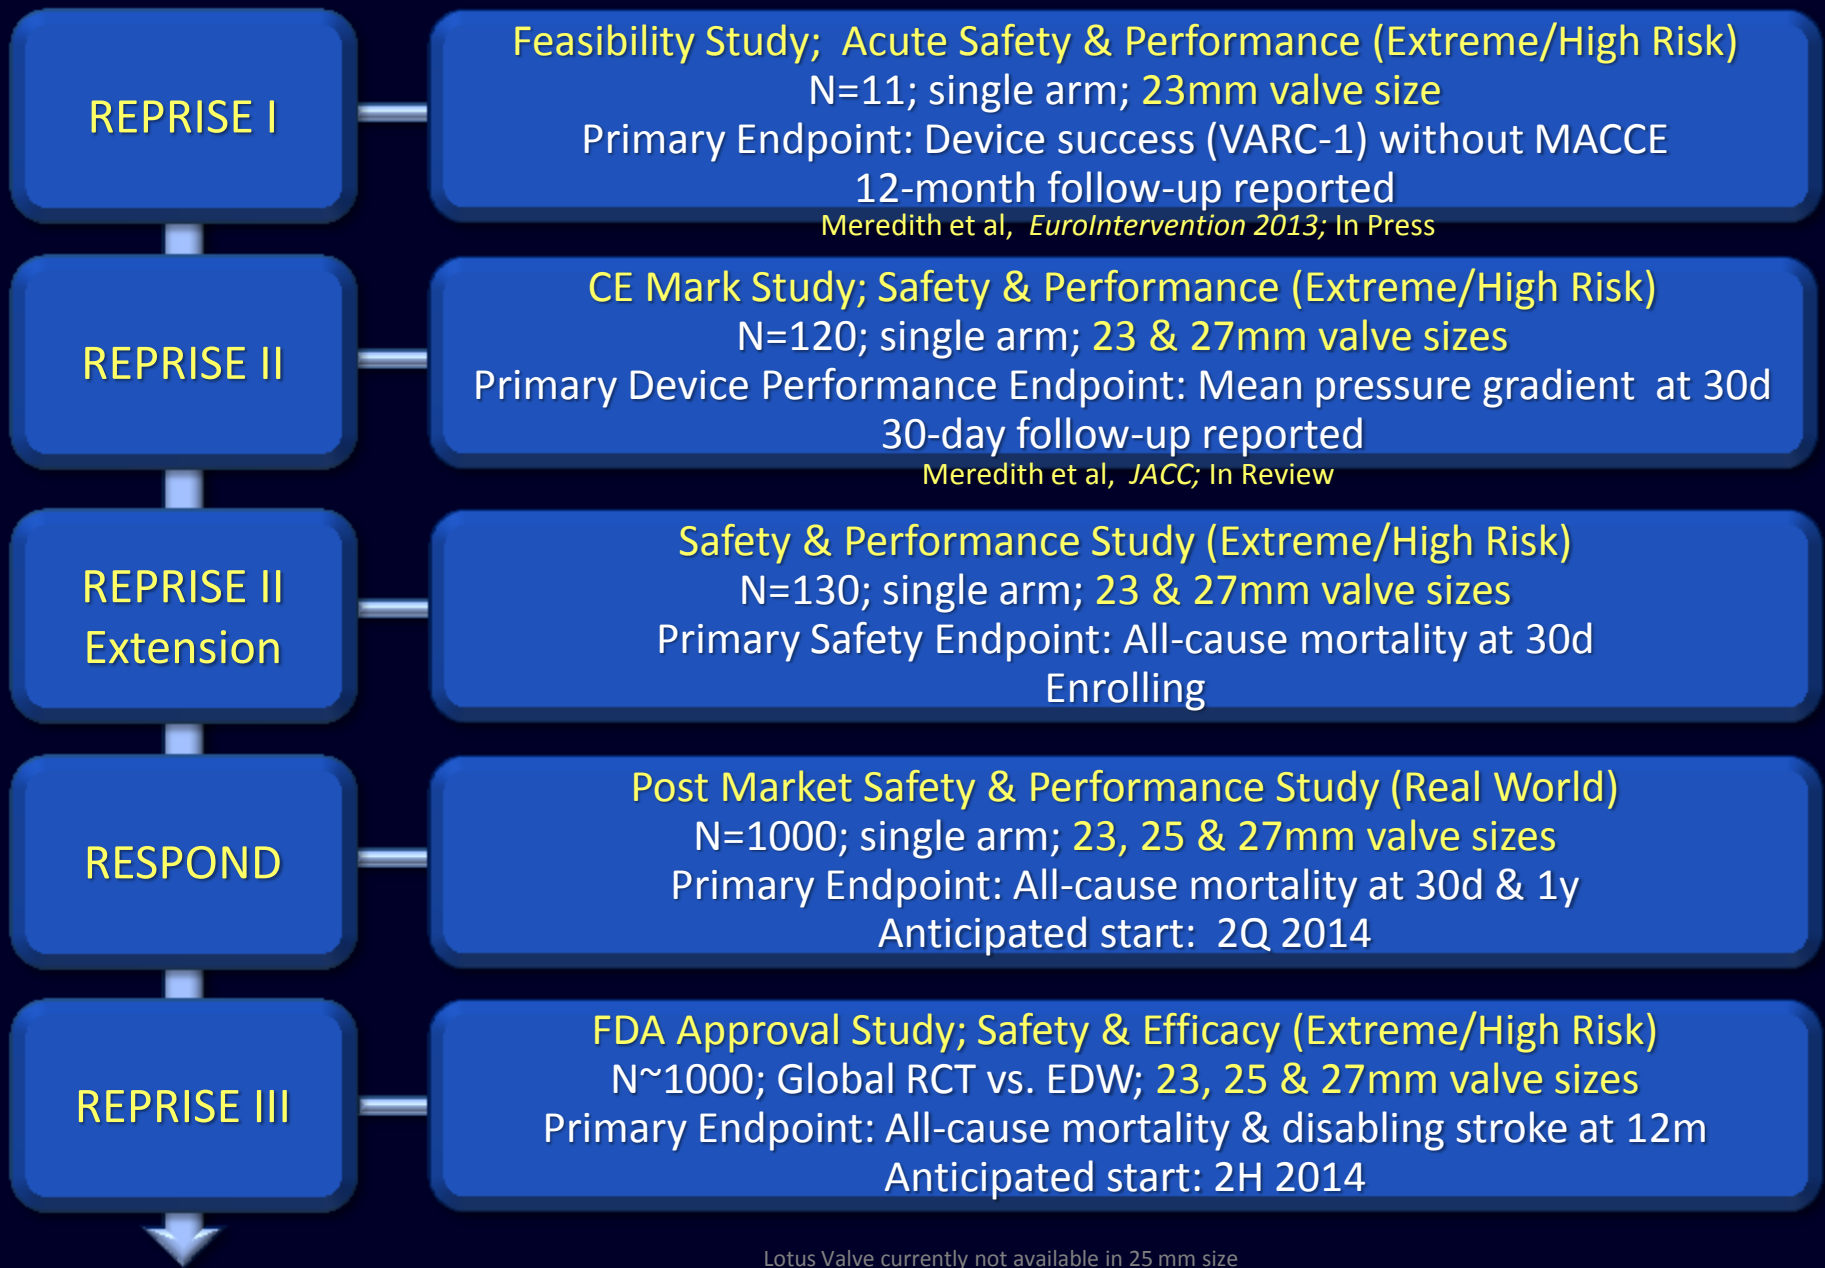 REPRISE I
Feasibility Study; Acute Safety & Performance (Extreme/High Risk)
N=11; single arm; 23mm valve size
Primary Endpoint: Device success (VARC-1) without MACCE
12-month follow-up reported
Meredith et al, EuroIntervention 2013; In Press
REPRISE II
CE Mark Study; Safety & Performance (Extreme/High Risk)
N=120; single arm; 23 & 27mm valve sizes
Primary Device Performance Endpoint: Mean pressure gradient at 30d
30-day follow-up reported
Meredith et al, JACC; In Review
REPRISE II
Extension
Safety & Performance Study (Extreme/High Risk)
N=130; single arm; 23 & 27mm valve sizes
Primary Safety Endpoint: All-cause mortality at 30d
Enrolling
RESPOND
Post Market Safety & Performance Study (Real World)
N=1000; single arm; 23, 25 & 27mm valve sizes
Primary Endpoint: All-cause mortality at 30d & 1y
Anticipated start: 2Q 2014
REPRISE III
FDA Approval Study; Safety & Efficacy (Extreme/High Risk)
N~1000; Global RCT vs. EDW; 23, 25 & 27mm valve sizes
Primary Endpoint: All-cause mortality & disabling stroke at 12m
Anticipated start: 2H 2014
Lotus Valve currently not available in 25 mm size